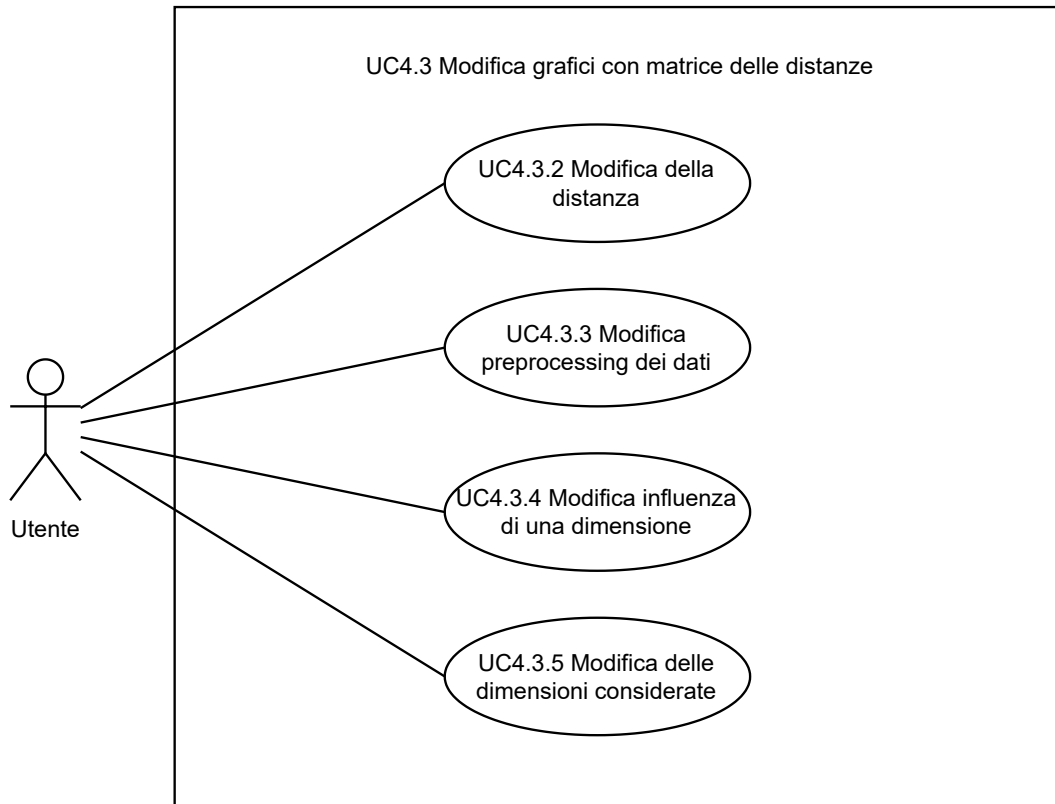 UC4.3 Modifica grafici con matrice delle distanze
UC4.3.2 Modifica della
distanza
UC4.3.3 Modifica
preprocessing dei dati
UC4.3.4 Modifica influenza
di una dimensione
Utente
UC4.3.5 Modifica delle
dimensioni considerate